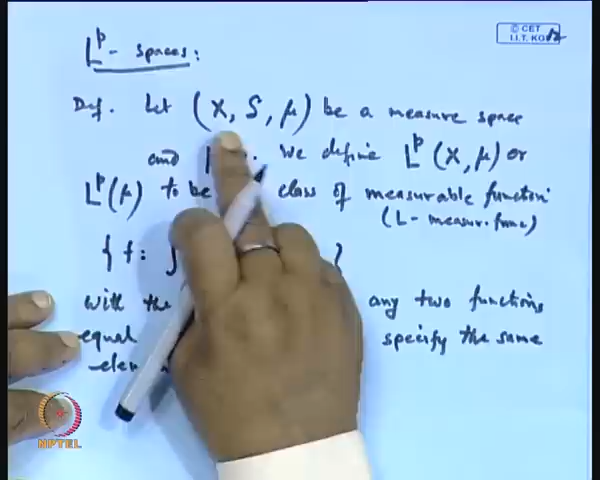 © CET
I.I.T. KGP
L^p - spaces:
Def. Let (X, S, μ) be a measure space
and we define L^p (X, μ) or
L^p(μ) to be class of measurable function
(L - measur. func)
{ f: ∫ }
with the any two functions
equal specify the same
NPTEL